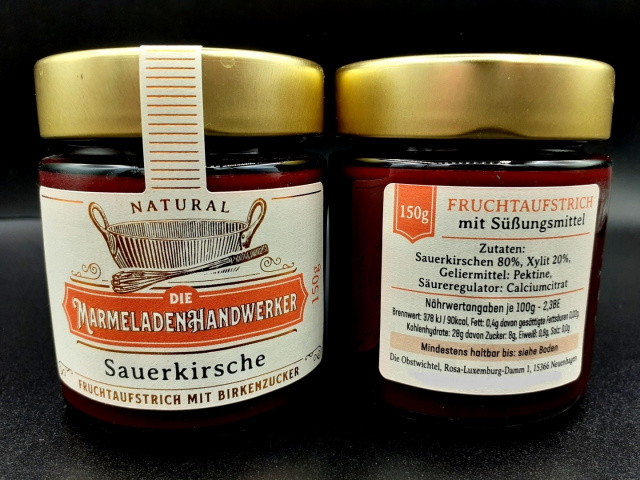 NATURAL
DIE
MARMELADENHANDWERKER
150g
Sauerkirsche
FRUCHTAUFSTRICH MIT BIRKENZUCKER
150g
FRUCHTAUFSTRICH
mit Süßungsmittel
Zutaten:
Sauerkirschen 80%, Xylit 20%,
Geliermittel: Pektine,
Säureregulator: Calciumcitrat
Nährwertangaben je 100g - 2,3BE
Brennwert: 378 kJ / 90kcal, Fett: 0,4g davon gesättigte Fettsäuren 0,00g,
Kohlenhydrate: 28g davon Zucker: 8g, Eiweiß: 0,8g, Salz: 0,0g
Mindestens haltbar bis: siehe Boden
Die Obstwichtel, Rosa-Luxemburg-Damm 1, 15366 Neuenhagen